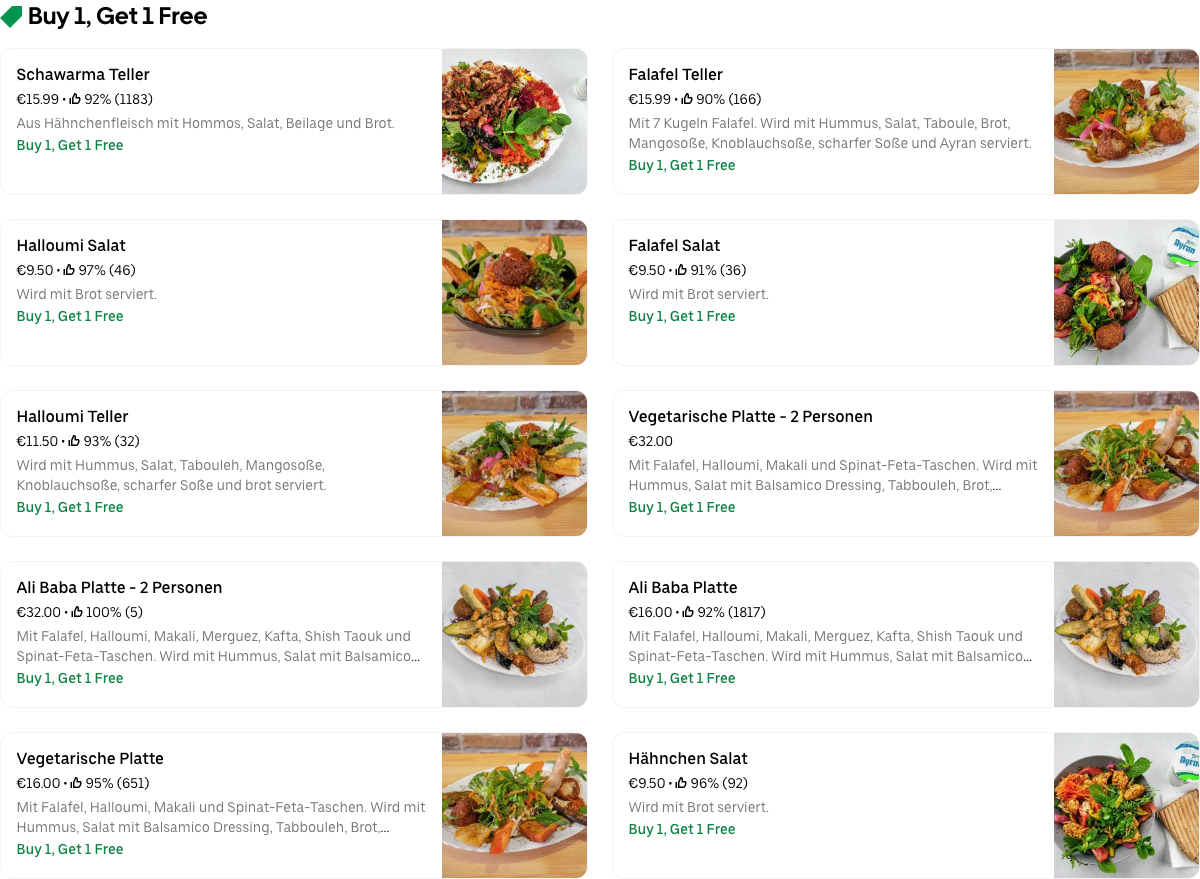 Buy 1, Get 1 Free
Schawarma Teller
€15.99 • 92% (1183)
Aus Hähnchenfleisch mit Hommos, Salat, Beilage und Brot.
Buy 1, Get 1 Free
Falafel Teller
€15.99 • 90% (166)
Mit 7 Kugeln Falafel. Wird mit Hummus, Salat, Taboule, Brot,
Mangosoße, Knoblauchsoße, scharfer Soße und Ayran serviert.
Buy 1, Get 1 Free
Halloumi Salat
€9.50 • 97% (46)
Wird mit Brot serviert.
Buy 1, Get 1 Free
Falafel Salat
€9.50 • 91% (36)
Wird mit Brot serviert.
Buy 1, Get 1 Free
Ayran
Halloumi Teller
€11.50 • 93% (32)
Wird mit Hummus, Salat, Tabouleh, Mangosoße,
Knoblauchsoße, scharfer Soße und brot serviert.
Buy 1, Get 1 Free
Vegetarische Platte - 2 Personen
€32.00
Mit Falafel, Halloumi, Makali und Spinat-Feta-Taschen. Wird mit
Hummus, Salat mit Balsamico Dressing, Tabbouleh, Brot,...
Buy 1, Get 1 Free
Ali Baba Platte - 2 Personen
€32.00 • 100% (5)
Mit Falafel, Halloumi, Makali, Merguez, Kafta, Shish Taouk und
Spinat-Feta-Taschen. Wird mit Hummus, Salat mit Balsamico...
Buy 1, Get 1 Free
Ali Baba Platte
€16.00 • 92% (1817)
Mit Falafel, Halloumi, Makali, Merguez, Kafta, Shish Taouk und
Spinat-Feta-Taschen. Wird mit Hummus, Salat mit Balsamico...
Buy 1, Get 1 Free
Vegetarische Platte
€16.00 • 95% (651)
Mit Falafel, Halloumi, Makali und Spinat-Feta-Taschen. Wird mit
Hummus, Salat mit Balsamico Dressing, Tabbouleh, Brot,...
Buy 1, Get 1 Free
Hähnchen Salat
€9.50 • 96% (92)
Wird mit Brot serviert.
Buy 1, Get 1 Free